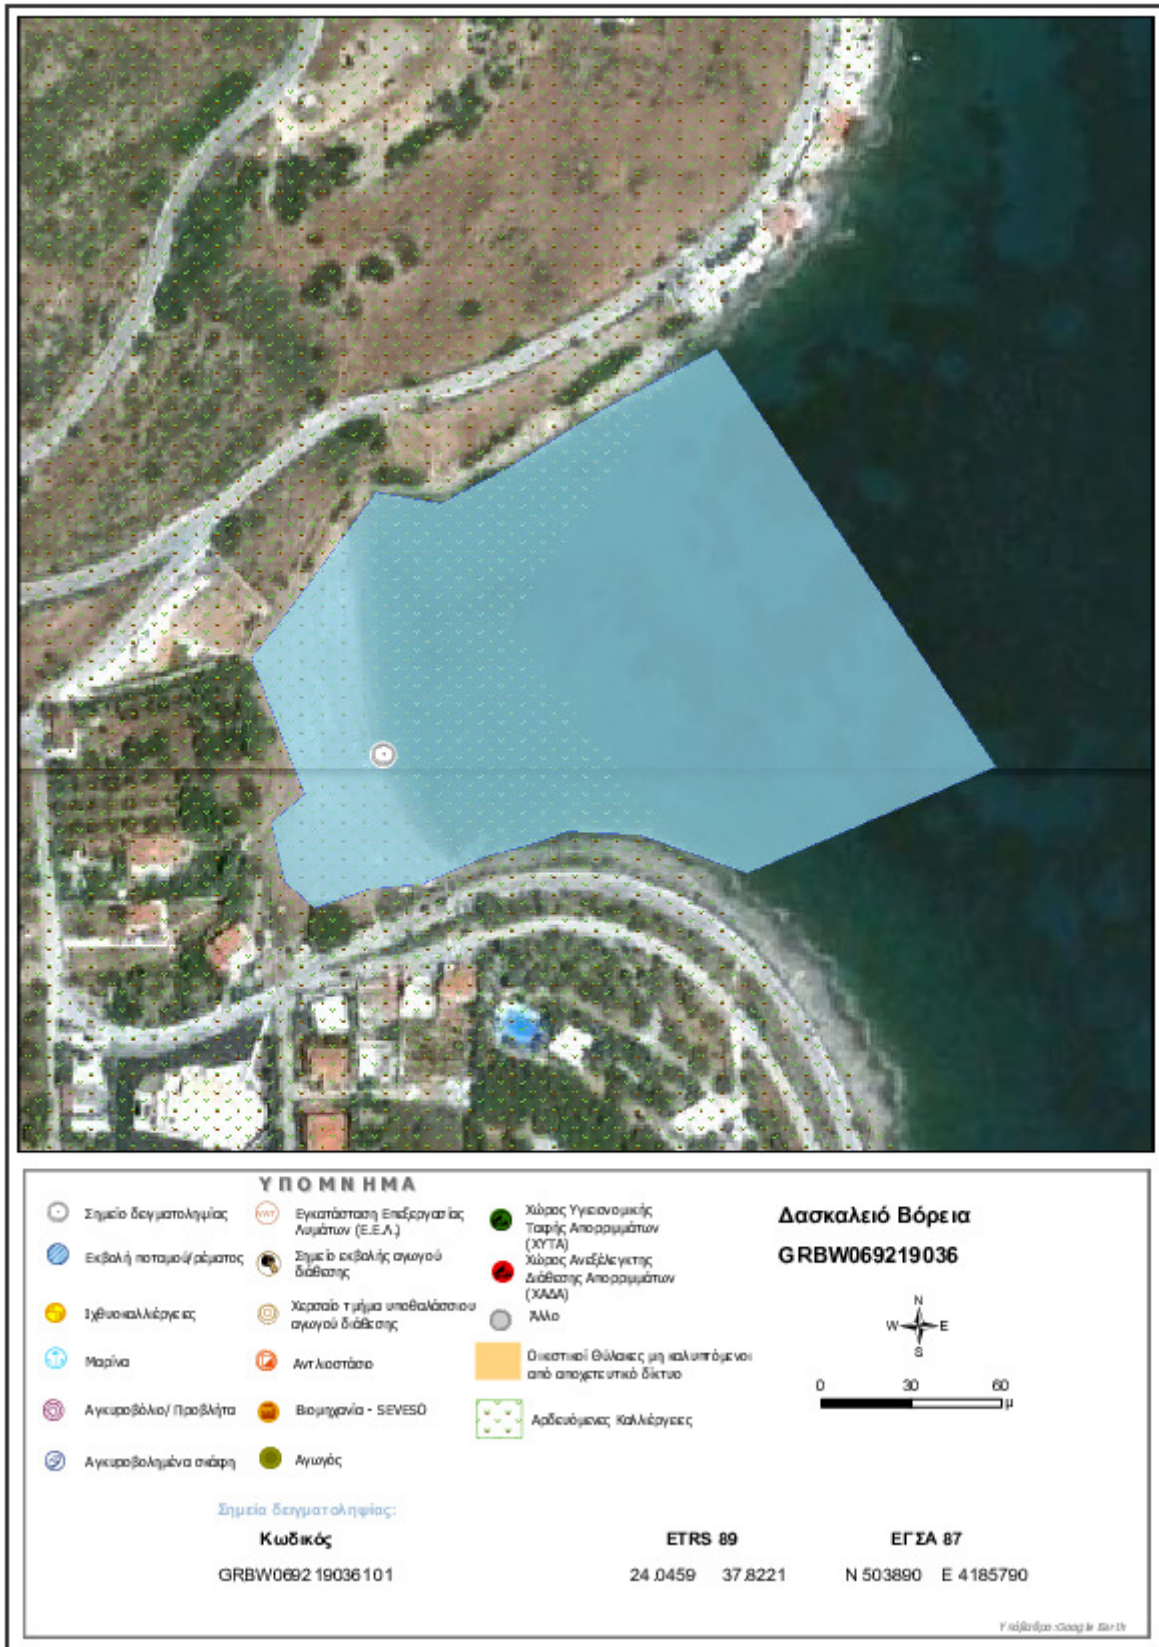 ΥΠΟΜΝΗΜΑ
Σημείο δειγματοληψίας
Εκβολή ποταμού/ρέματος
Ιχθυοκαλλιέργειες
Μαρίνα
Αγκυροβόλιο/ Προβλήτα
Αγκυροβολημένα σκάφη
Εγκατάσταση Επεξεργασίας
Λυμάτων (Ε.Ε.Λ.)
Σημείο εκβολής αγωγού
διάθεσης
Χερσαίο τμήμα υποθαλάσσιου
αγωγού διάθεσης
Αντλιοστάσιο
Βιομηχανία - SEVESO
Αγωγός
Χώρος Υγειονομικής
Ταφής Απορριμμάτων
(ΧΥΤΑ)
Χώρος Ανεξέλεγκτης
Διάθεσης Απορριμμάτων
(ΧΑΔΑ)
Άλλο
Οικιστικοί Θύλακες μη καλυπτόμενοι
από αποχετευτικό δίκτυο
Αρδευόμενες Καλλιέργειες
Δασκαλειό Βόρεια
GRBW069219036
N
W E
S
0 30 60
μ
Σημεία δειγματοληψίας:
Κωδικός ETRS 89 ΕΓΣΑ 87
GRBW069219036101 24.0459 37.8221 N 503890 E 4185790
Υπόβαθρο: Google Earth